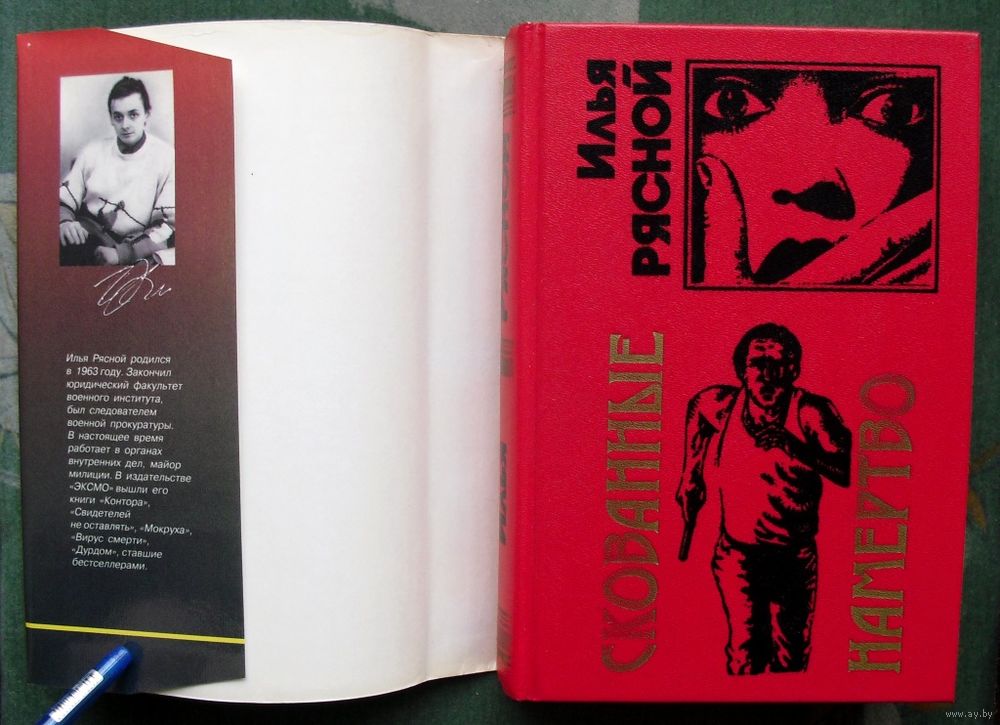 Илья Рясной родился
в 1963 году. Закончил
юридический факультет
военного института,
был следователем
военной прокуратуры.
В настоящее время
работает в органах
внутренних дел, майор
милиции. В издательстве
«ЭКСМО» вышли его
книги «Контора»,
«Свидетелей
не оставлять», «Мокруха»,
«Вирус смерти»,
«Дурдом», ставшие
бестселлерами.
ИЛЬЯ
РЯСНОЙ
СКОВАННЫЕ
НАМЕРТВО
www.ay.by